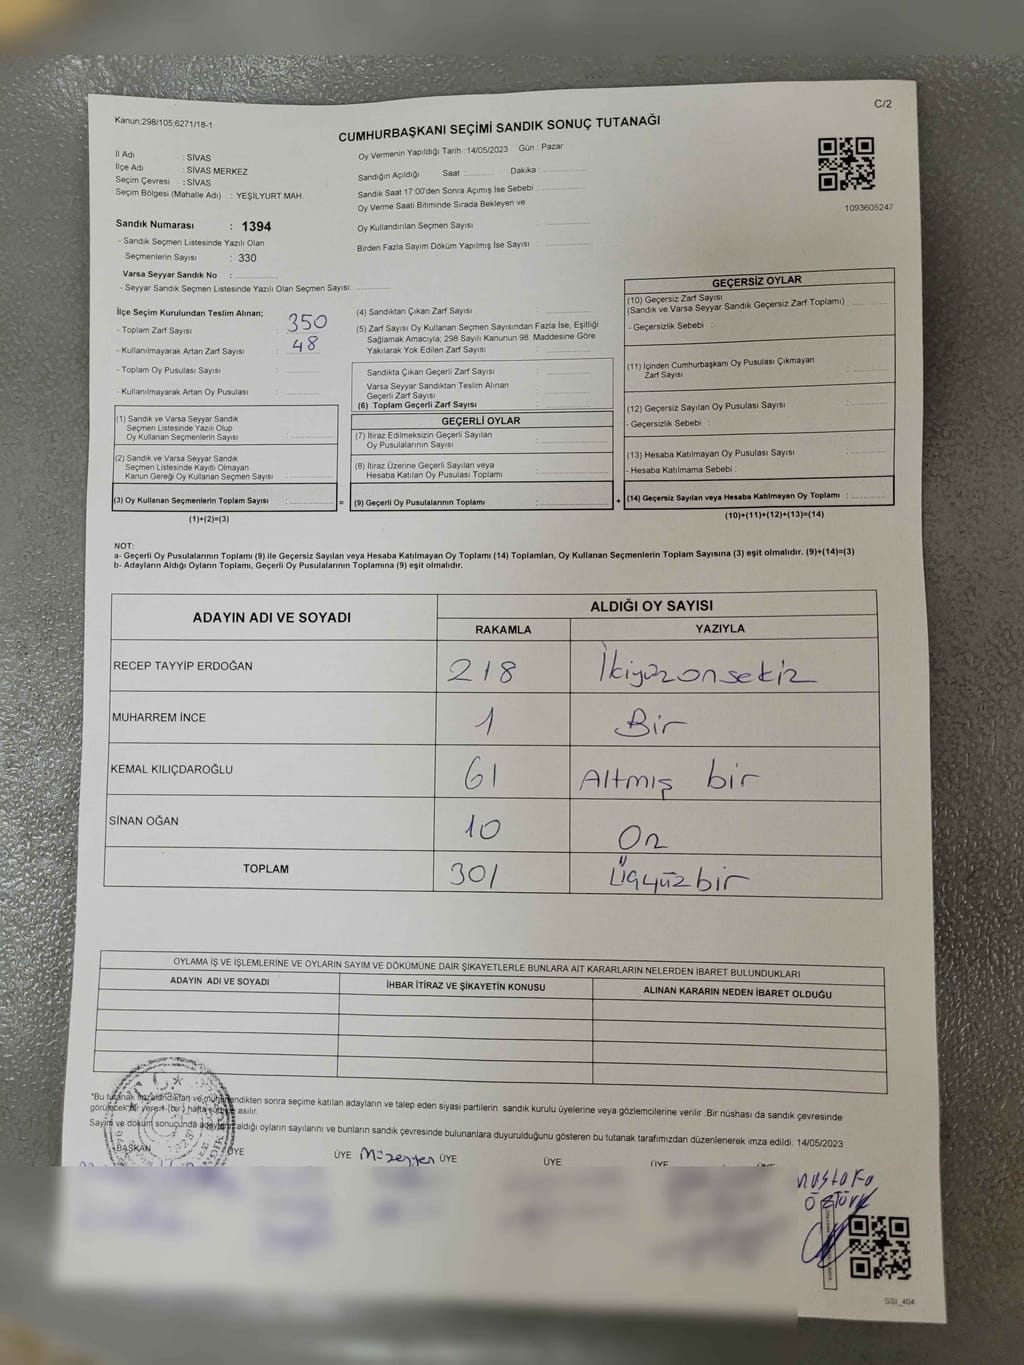 C/2
Kanun;298/105,6271/18-1
CUMHURBAŞKANI SEÇİMİ SANDIK SONUÇ TUTANAĞI
İl Adı : SİVAS
İlçe Adı : SİVAS MERKEZ
Seçim Çevresi : SİVAS
Seçim Bölgesi (Mahalle Adı) : YEŞİLYURT MAH.
Oy Vermenin Yapıldığı Tarih : 14/05/2023 Gün : Pazar
Sandığın Açıldığı Saat Dakika :
Sandık Saat 17:00'den Sonra Açımış İse Sebebi :
Oy Verme Saati Bitiminde Sırada Bekleyen ve
Oy Kullandırılan Seçmen Sayısı
Birden Fazla Sayım Döküm Yapılmış İse Sayısı :
1093605247
Sandık Numarası : 1394
- Sandık Seçmen Listesinde Yazılı Olan
Seçmenlerin Sayısı : 330
Varsa Seyyar Sandık No :
- Seyyar Sandık Seçmen Listesinde Yazılı Olan Seçmen Sayısı:
İlçe Seçim Kurulundan Teslim Alınan;
- Toplam Zarf Sayısı : 350
- Kullanılmayarak Artan Zarf Sayısı : 48
- Toplam Oy Pusulası Sayısı :
- Kullanılmayarak Artan Oy Pusulası :
(1) Sandık ve Varsa Seyyar Sandık
Seçmen Listesinde Yazılı Olup
Oy Kullanan Seçmenlerin Sayısı :
(2) Sandık ve Varsa Seyyar Sandık
Seçmen Listesinde Kayıtlı Olmayan
Kanun Gereği Oy Kullanan Seçmen Sayısı :
(3) Oy Kullanan Seçmenlerin Toplam Sayısı : =
(1)+(2)=(3)
(4) Sandıktan Çıkan Zarf Sayısı :
(5) Zarf Sayısı Oy Kullanan Seçmen Sayısından Fazla İse, Eşitliği
Sağlamak Amacıyla; 298 Sayılı Kanunun 98. Maddesine Göre
Yakılarak Yok Edilen Zarf Sayısı :
Sandıkta Çıkan Geçerli Zarf Sayısı :
Varsa Seyyar Sandıktan Teslim Alınan
Geçerli Zarf Sayısı :
(6) Toplam Geçerli Zarf Sayısı :
GEÇERLİ OYLAR
(7) İtiraz Edilmeksizin Geçerli Sayılan
Oy Pusulalarının Sayısı :
(8) İtiraz Üzerine Geçerli Sayılan veya
Hesaba Katılan Oy Pusulası Toplamı :
(9) Geçerli Oy Pusulalarının Toplamı : +
GEÇERSİZ OYLAR
(10) Geçersiz Zarf Sayısı
(Sandık ve Varsa Seyyar Sandık Geçersiz Zarf Toplamı) :
- Geçersizlik Sebebi :
(11) İçinden Cumhurbaşkanı Oy Pusulası Çıkmayan
Zarf Sayısı :
(12) Geçersiz Sayılan Oy Pusulası Sayısı :
- Geçersizlik Sebebi :
(13) Hesaba Katılmayan Oy Pusulası Sayısı :
- Hesaba Katılmama Sebebi :
(14) Geçersiz Sayılan veya Hesaba Katılmayan Oy Toplamı :
(10)+(11)+(12)+(13)=(14)
NOT:
a- Geçerli Oy Pusulalarının Toplamı (9) ile Geçersiz Sayılan veya Hesaba Katılmayan Oy Toplamı (14) Toplamları, Oy Kullanan Seçmenlerin Toplam Sayısına (3) eşit olmalıdır. (9)+(14)=(3)
b- Adayların Aldığı Oyların Toplamı, Geçerli Oy Pusulalarının Toplamına (9) eşit olmalıdır.
ADAYIN ADI VE SOYADI
ALDIĞI OY SAYISI
RAKAMLA YAZIYLA
RECEP TAYYİP ERDOĞAN 218 İkiyüzonsekiz
MUHARREM İNCE 1 Bir
KEMAL KILIÇDAROĞLU 61 Altmış bir
SİNAN OĞAN 10 On
TOPLAM 301 Üçyüzbir
OYLAMA İŞ VE İŞLEMLERİNE VE OYLARIN SAYIM VE DÖKÜMÜNE DAİR ŞİKAYETLERLE BUNLARA AİT KARARLARIN NELERDEN İBARET BULUNDUKLARI
ADAYIN ADI VE SOYADI İHBAR İTİRAZ VE ŞİKAYETİN KONUSU ALINAN KARARIN NEDEN İBARET OLDUĞU
*Bu tutanak imzalandıktan ve mühürlendikten sonra seçime katılan adayların ve talep eden siyasi partilerin sandık kurulu üyelerine veya gözlemcilerine verilir .Bir nüshası da sandık çevresinde
görülecek bir yere 1 (bir) hafta süreyle asılır.
Sayım ve döküm sonucunda adayların aldığı oyların sayılarını ve bunların sandık çevresinde bulunanlara duyurulduğunu gösteren bu tutanak tarafımızdan düzenlenerek imza edildi. 14/05/2023
BAŞKAN ÜYE ÜYE Müzeyyen ÜYE ÜYE ÜYE
Mustafa
Öztürk
SSI_404